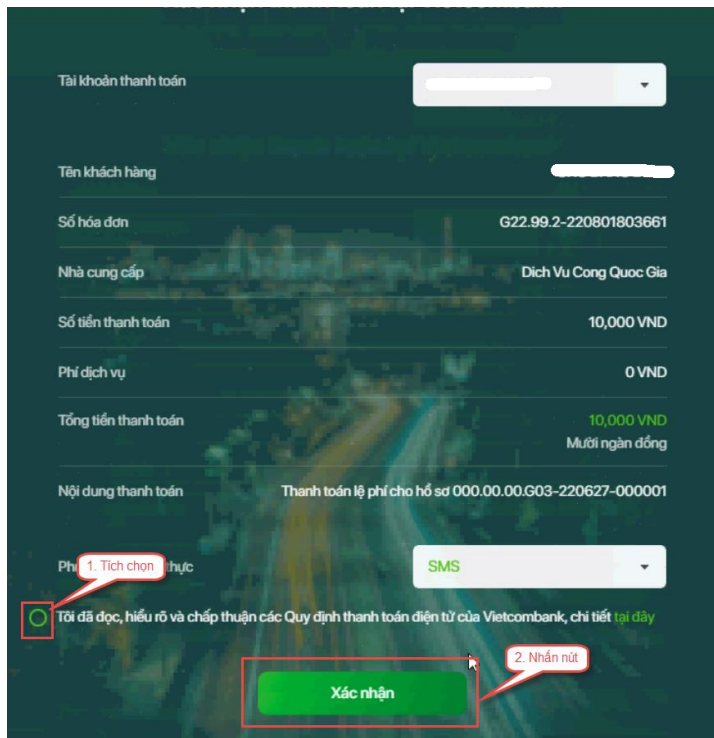 Tài khoản thanh toán
Tên khách hàng
Số hóa đơn G22.99.2-220801803661
Nhà cung cấp Dich Vu Cong Quoc Gia
Số tiền thanh toán 10,000 VND
Phí dịch vụ 0 VND
Tổng tiền thanh toán 10,000 VND
Mười ngàn đồng
Nội dung thanh toán Thanh toán lệ phí cho hồ sơ 000.00.00.G03-220627-000001
1. Tích chọn
thực SMS
Tôi đã đọc, hiểu rõ và chấp thuận các Quy định thanh toán điện tử của Vietcombank, chi tiết tại đây
2. Nhấn nút
Xác nhận